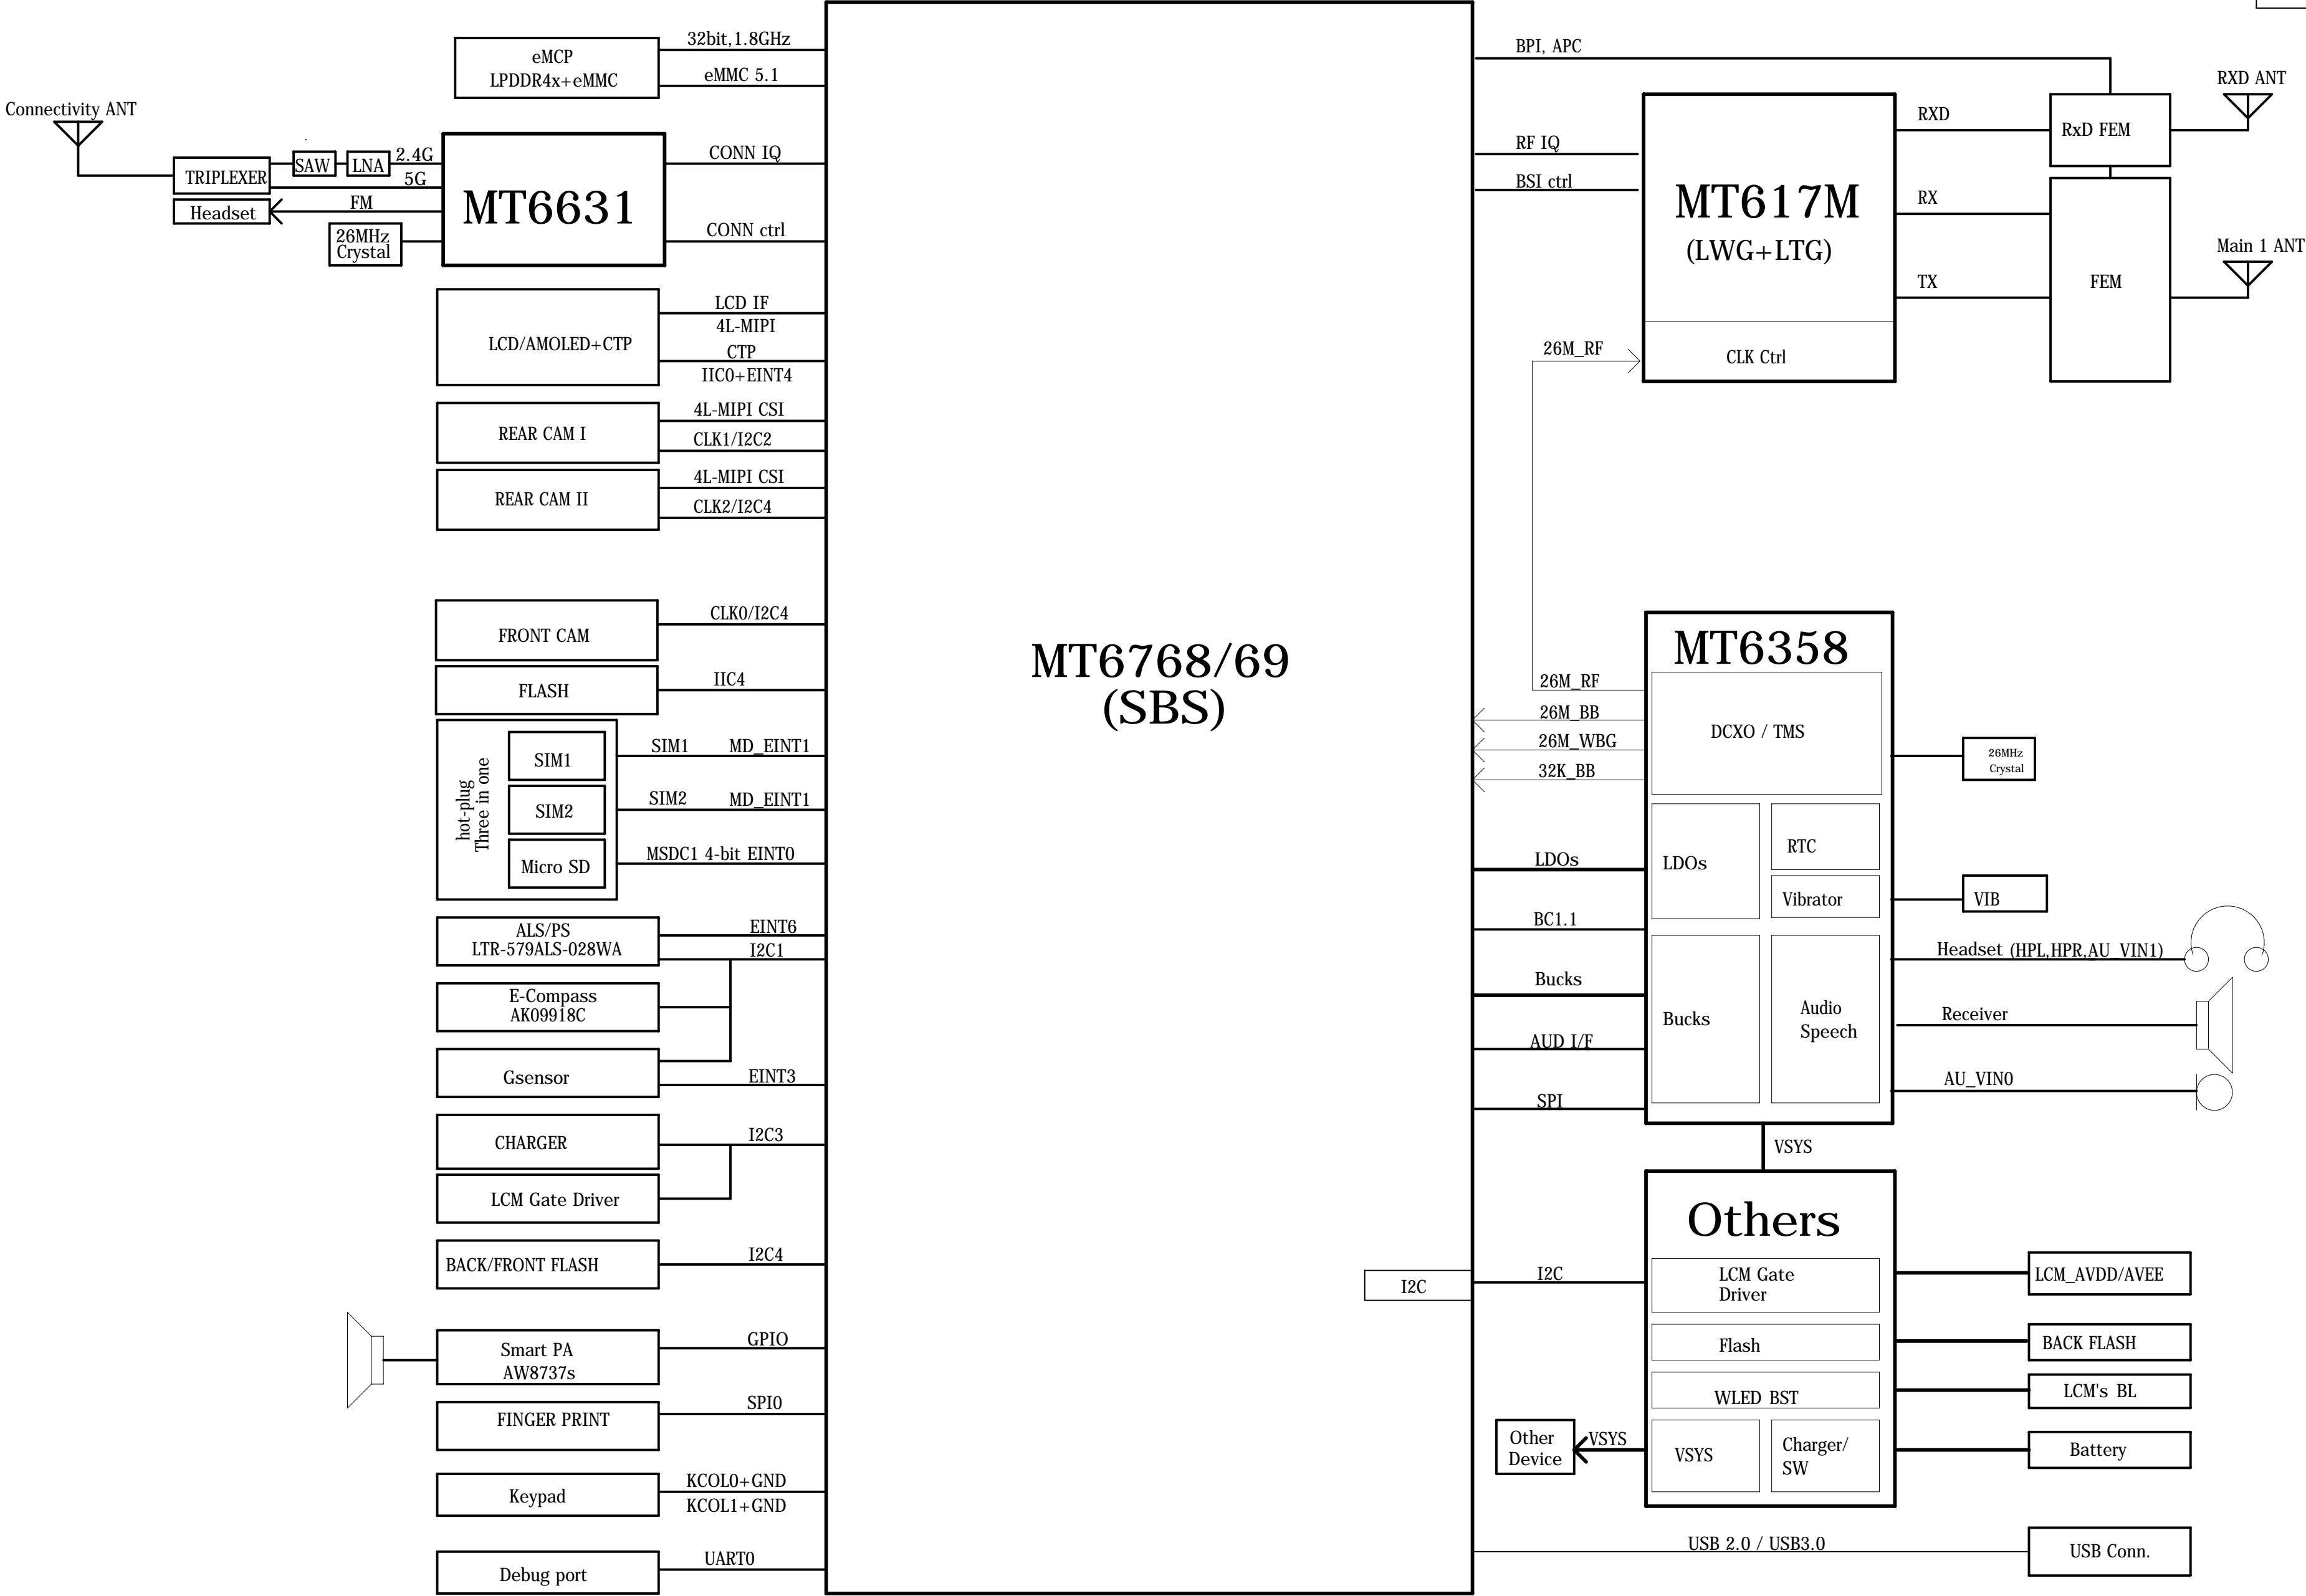 32bit,1.8GHz
eMCP
LPDDR4x+eMMC
eMMC 5.1
Connectivity ANT
TRIPLEXER
SAW
LNA
2.4G
5G
FM
Headset
26MHz
Crystal
MT6631
CONN IQ
CONN ctrl
LCD/AMOLED+CTP
LCD IF
4L-MIPI
CTP
IIC0+EINT4
REAR CAM I
4L-MIPI CSI
CLK1/I2C2
REAR CAM II
4L-MIPI CSI
CLK2/I2C4
FRONT CAM
CLK0/I2C4
FLASH
IIC4
hot-plug
Three in one
SIM1
SIM1 MD_EINT1
SIM2
SIM2 MD_EINT1
Micro SD
MSDC1 4-bit EINT0
ALS/PS
LTR-579ALS-028WA
EINT6
I2C1
E-Compass
AK09918C
Gsensor
EINT3
CHARGER
I2C3
LCM Gate Driver
BACK/FRONT FLASH
I2C4
Smart PA
AW8737s
GPIO
FINGER PRINT
SPI0
Keypad
KCOL0+GND
KCOL1+GND
Debug port
UART0
MT6768/69
(SBS)
I2C
BPI, APC
RF IQ
BSI ctrl
MT617M
(LWG+LTG)
CLK Ctrl
26M_RF
RXD
RX
TX
RxD FEM
FEM
RXD ANT
Main 1 ANT
MT6358
26M_RF
26M_BB
26M_WBG
32K_BB
DCXO / TMS
26MHz
Crystal
LDOs
LDOs
RTC
Vibrator
VIB
BC1.1
Bucks
Bucks
Audio
Speech
AUD I/F
SPI
Headset (HPL,HPR,AU_VIN1)
Receiver
AU_VIN0
VSYS
Others
I2C
LCM Gate
Driver
LCM_AVDD/AVEE
Flash
BACK FLASH
WLED BST
LCM's BL
Other
Device
VSYS
VSYS
Charger/
SW
Battery
USB 2.0 / USB3.0
USB Conn.